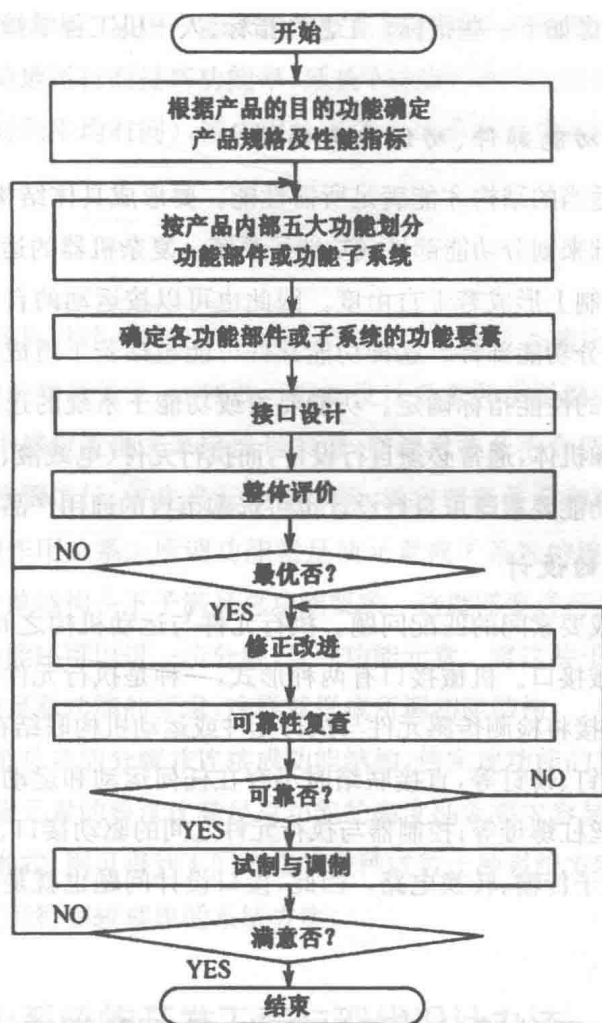 开始
根据产品的目的功能确定
产品规格及性能指标
按产品内部五大功能划分
功能部件或功能子系统
确定各功能部件或子系统的功能要素
接口设计
整体评价
NO
最优否?
YES
修正改进
可靠性复查
可靠否?
NO
YES
试制与调制
NO
满意否?
YES
结束